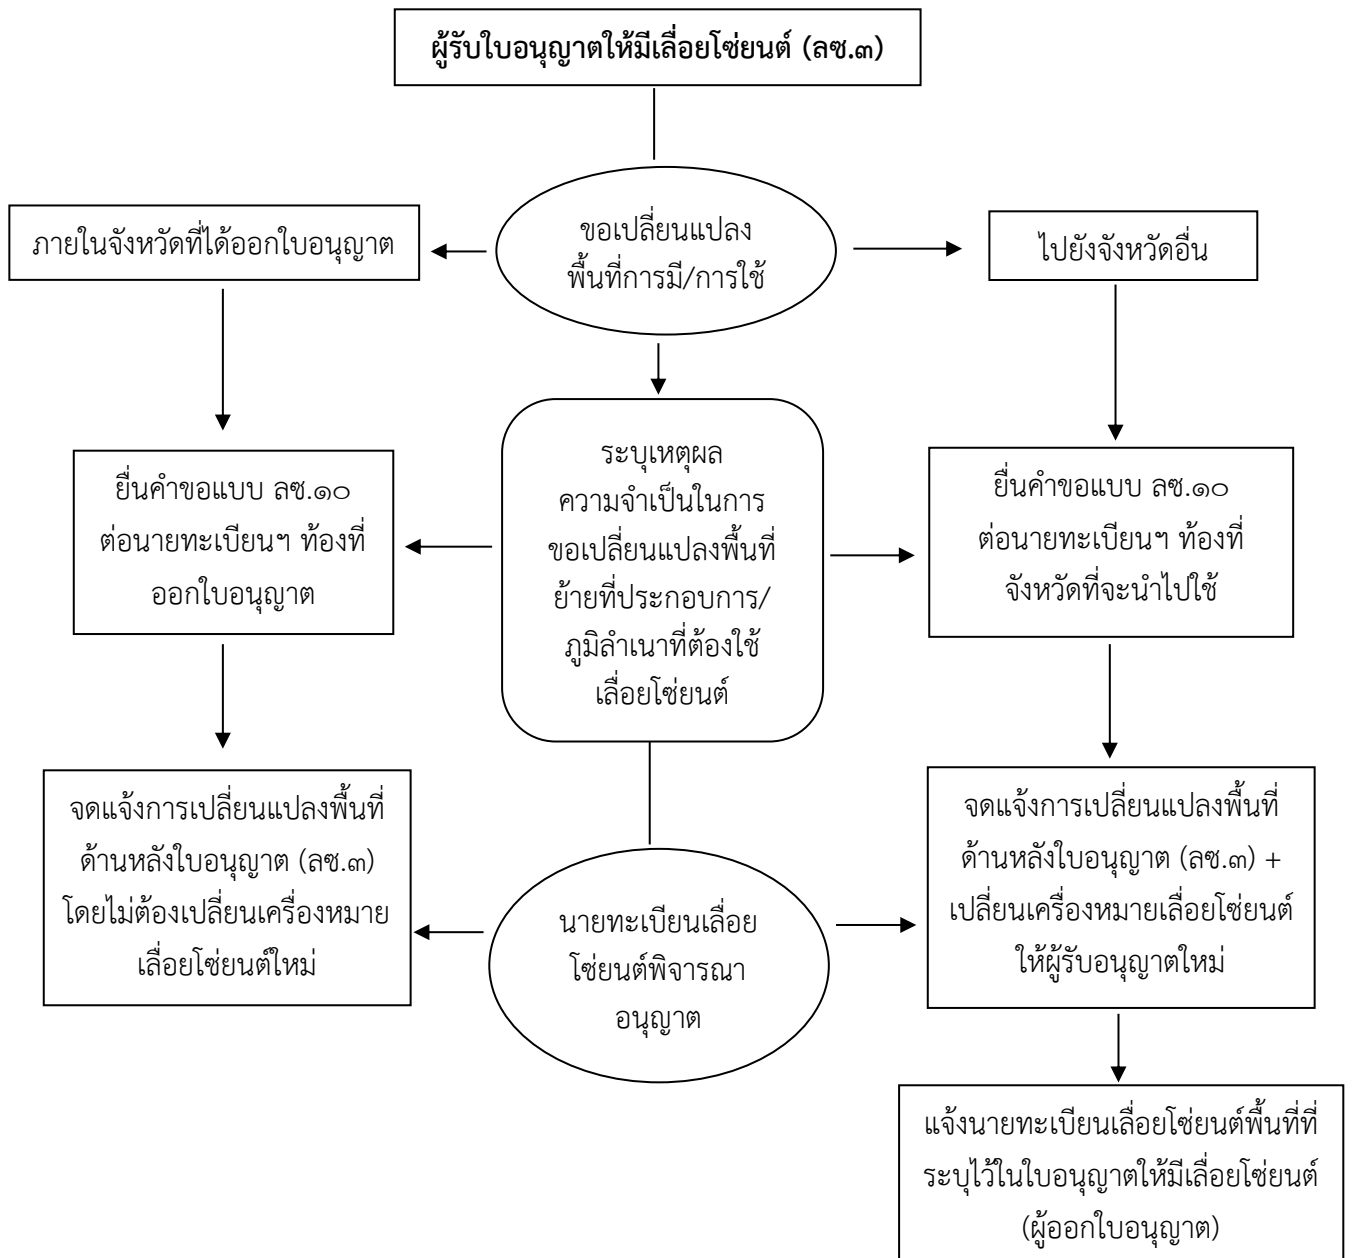 ผู้รับใบอนุญาตให้มีเลื่อยโซ่ยนต์ (ลซ.๓)
ขอเปลี่ยนแปลง
พื้นที่การมี/การใช้
ภายในจังหวัดที่ได้ออกใบอนุญาต
ไปยังจังหวัดอื่น
ระบุเหตุผล
ความจำเป็นในการ
ขอเปลี่ยนแปลงพื้นที่
ย้ายที่ประกอบการ/
ภูมิลำเนาที่ต้องใช้
เลื่อยโซ่ยนต์
ยื่นคำขอแบบ ลซ.๑๐
ต่อนายทะเบียนฯ ท้องที่
ออกใบอนุญาต
ยื่นคำขอแบบ ลซ.๑๐
ต่อนายทะเบียนฯ ท้องที่
จังหวัดที่จะนำไปใช้
จดแจ้งการเปลี่ยนแปลงพื้นที่
ด้านหลังใบอนุญาต (ลซ.๓)
โดยไม่ต้องเปลี่ยนเครื่องหมาย
เลื่อยโซ่ยนต์ใหม่
นายทะเบียนเลื่อย
โซ่ยนต์พิจารณา
อนุญาต
จดแจ้งการเปลี่ยนแปลงพื้นที่
ด้านหลังใบอนุญาต (ลซ.๓) +
เปลี่ยนเครื่องหมายเลื่อยโซ่ยนต์
ให้ผู้รับอนุญาตใหม่
แจ้งนายทะเบียนเลื่อยโซ่ยนต์พื้นที่ที่
ระบุไว้ในใบอนุญาตให้มีเลื่อยโซ่ยนต์
(ผู้ออกใบอนุญาต)